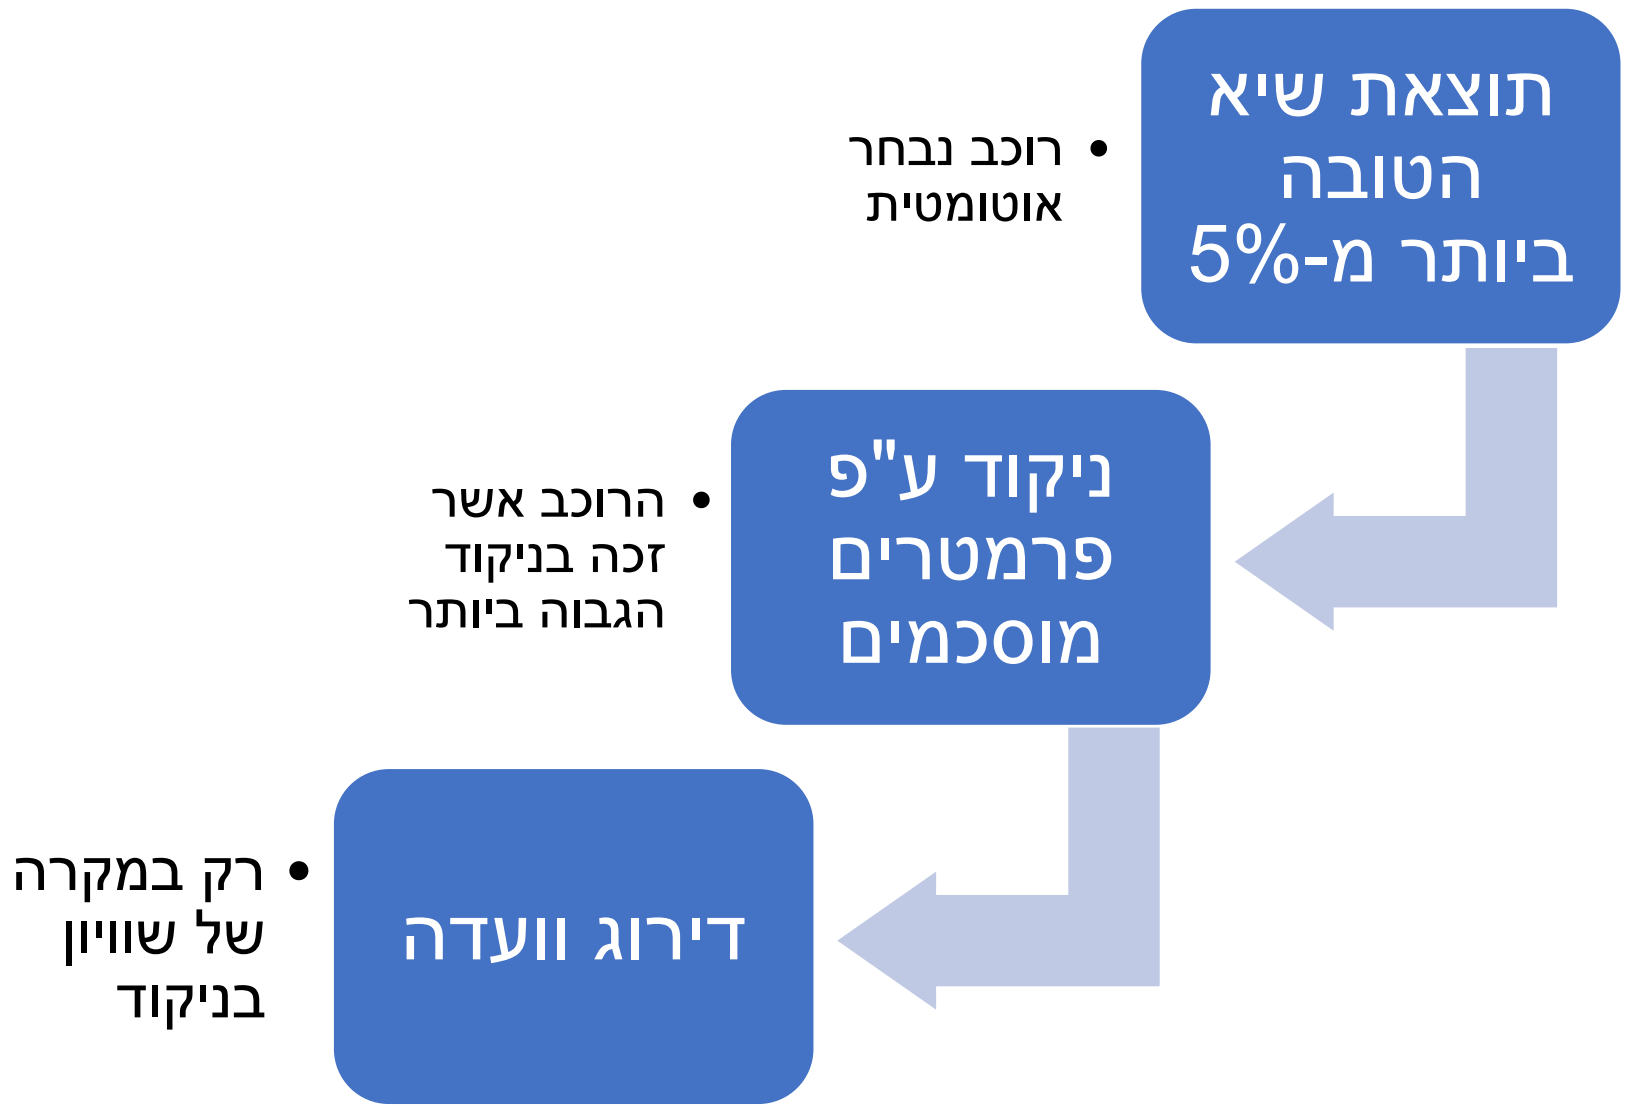 תוצאת שיא
הטובה
ביותר מ-5%
• רוכב נבחר
אוטומטית
ניקוד ע"פ
פרמטרים
מוסכמים
• הרוכב אשר
זכה בניקוד
הגבוה ביותר
דירוג וועדה
• רק במקרה
של שוויון
בניקוד